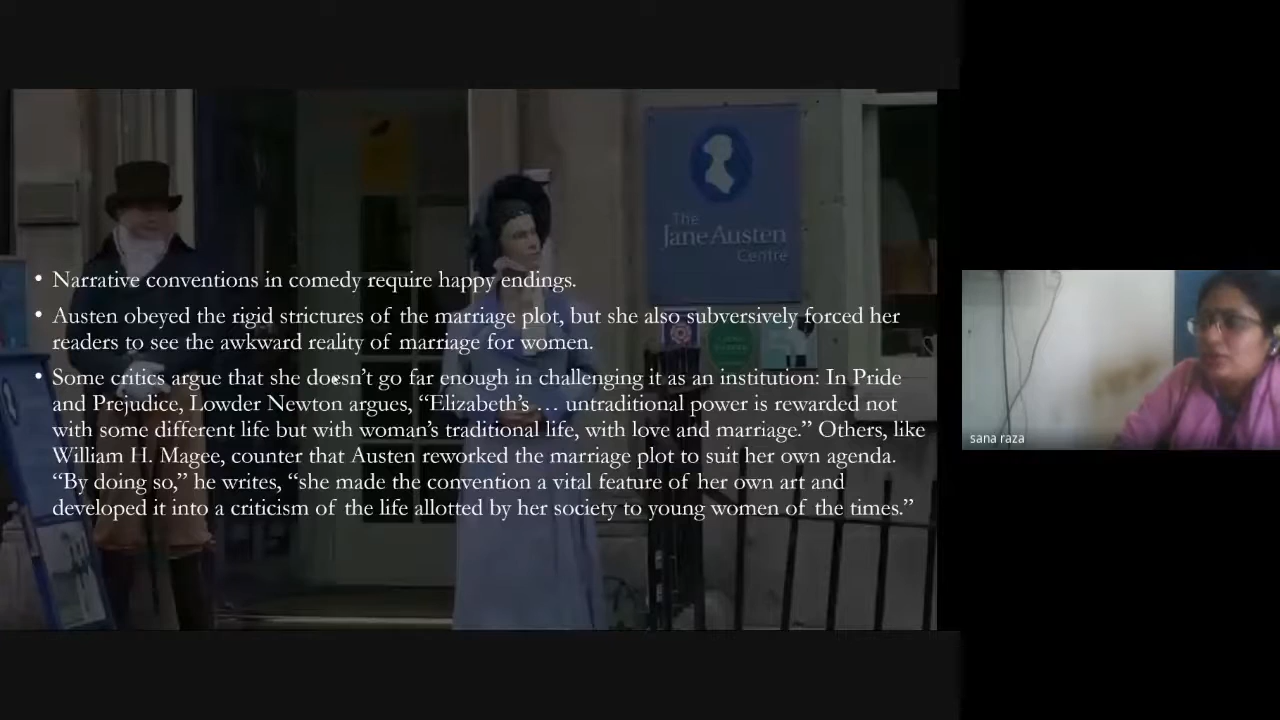 The
Jane Austen
Centre
• Narrative conventions in comedy require happy endings.
• Austen obeyed the rigid strictures of the marriage plot, but she also subversively forced her
readers to see the awkward reality of marriage for women.
• Some critics argue that she doesn’t go far enough in challenging it as an institution: In Pride
and Prejudice, Lowder Newton argues, “Elizabeth’s … untraditional power is rewarded not
with some different life but with woman’s traditional life, with love and marriage.” Others, like
William H. Magee, counter that Austen reworked the marriage plot to suit her own agenda.
“By doing so,” he writes, “she made the convention a vital feature of her own art and
developed it into a criticism of the life allotted by her society to young women of the times.”
sana raza